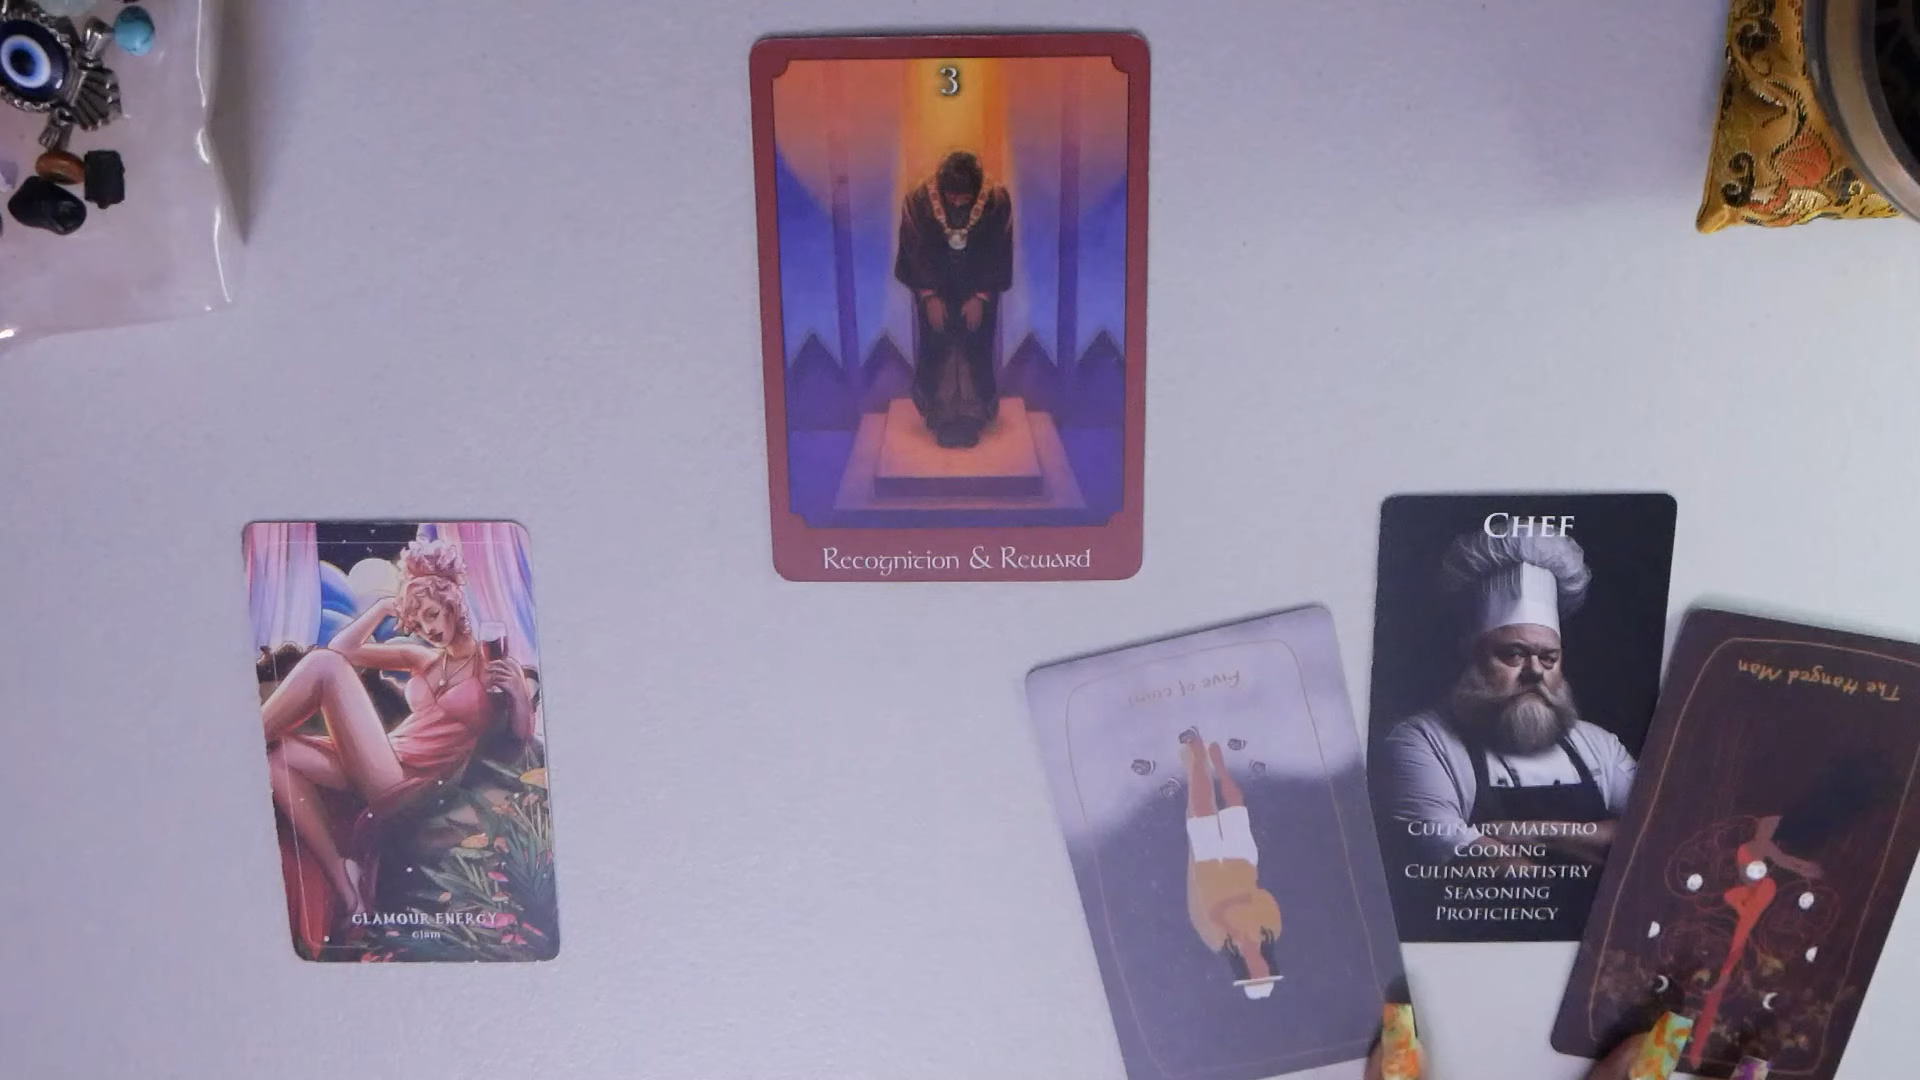 3
Recognition & Reward
CHEF
Five of coins
The Hanged Man
CULINARY MAESTRO
COOKING
CULINARY ARTISTRY
SEASONING
PROFICIENCY
GLAMOUR ENERGY
Glam